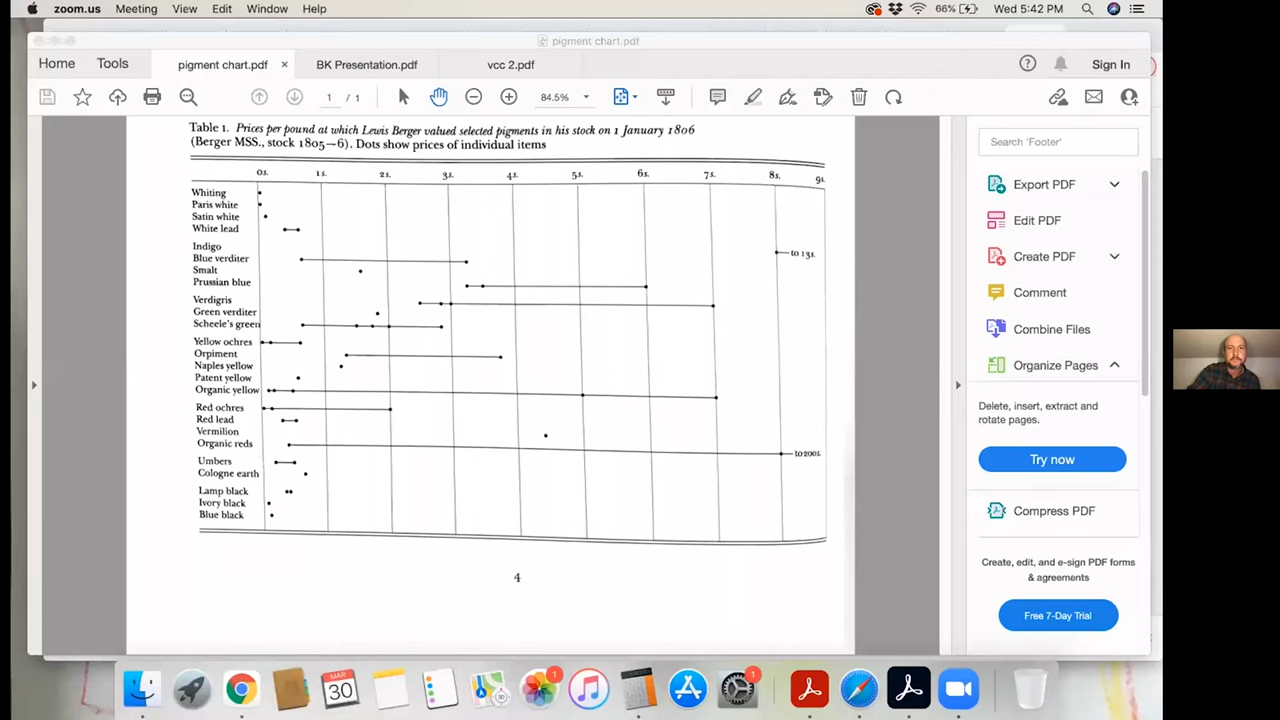 zoom.us Meeting View Edit Window Help 66% Wed 5:42 PM
pigment chart.pdf
Home Tools pigment chart.pdf × BK Presentation.pdf vcc 2.pdf Sign In
1 / 1 84.5%
Table 1. Prices per pound at which Lewis Berger valued selected pigments in his stock on 1 January 1806
(Berger MSS., stock 1805–6). Dots show prices of individual items
0s. 1s. 2s. 3s. 4s. 5s. 6s. 7s. 8s. 9s.
Whiting
Paris white
Satin white
White lead
Indigo to 13s.
Blue verditer
Smalt
Prussian blue
Verdigris
Green verditer
Scheele's green
Yellow ochres
Orpiment
Naples yellow
Patent yellow
Organic yellow
Red ochres
Red lead
Vermilion
Organic reds to 200s.
Umbers
Cologne earth
Lamp black
Ivory black
Blue black
4
Search 'Footer'
Export PDF
Edit PDF
Create PDF
Comment
Combine Files
Organize Pages
Delete, insert, extract and
rotate pages.
Try now
Compress PDF
Create, edit, and e-sign PDF forms
& agreements
Free 7-Day Trial
MAR
30
1
1